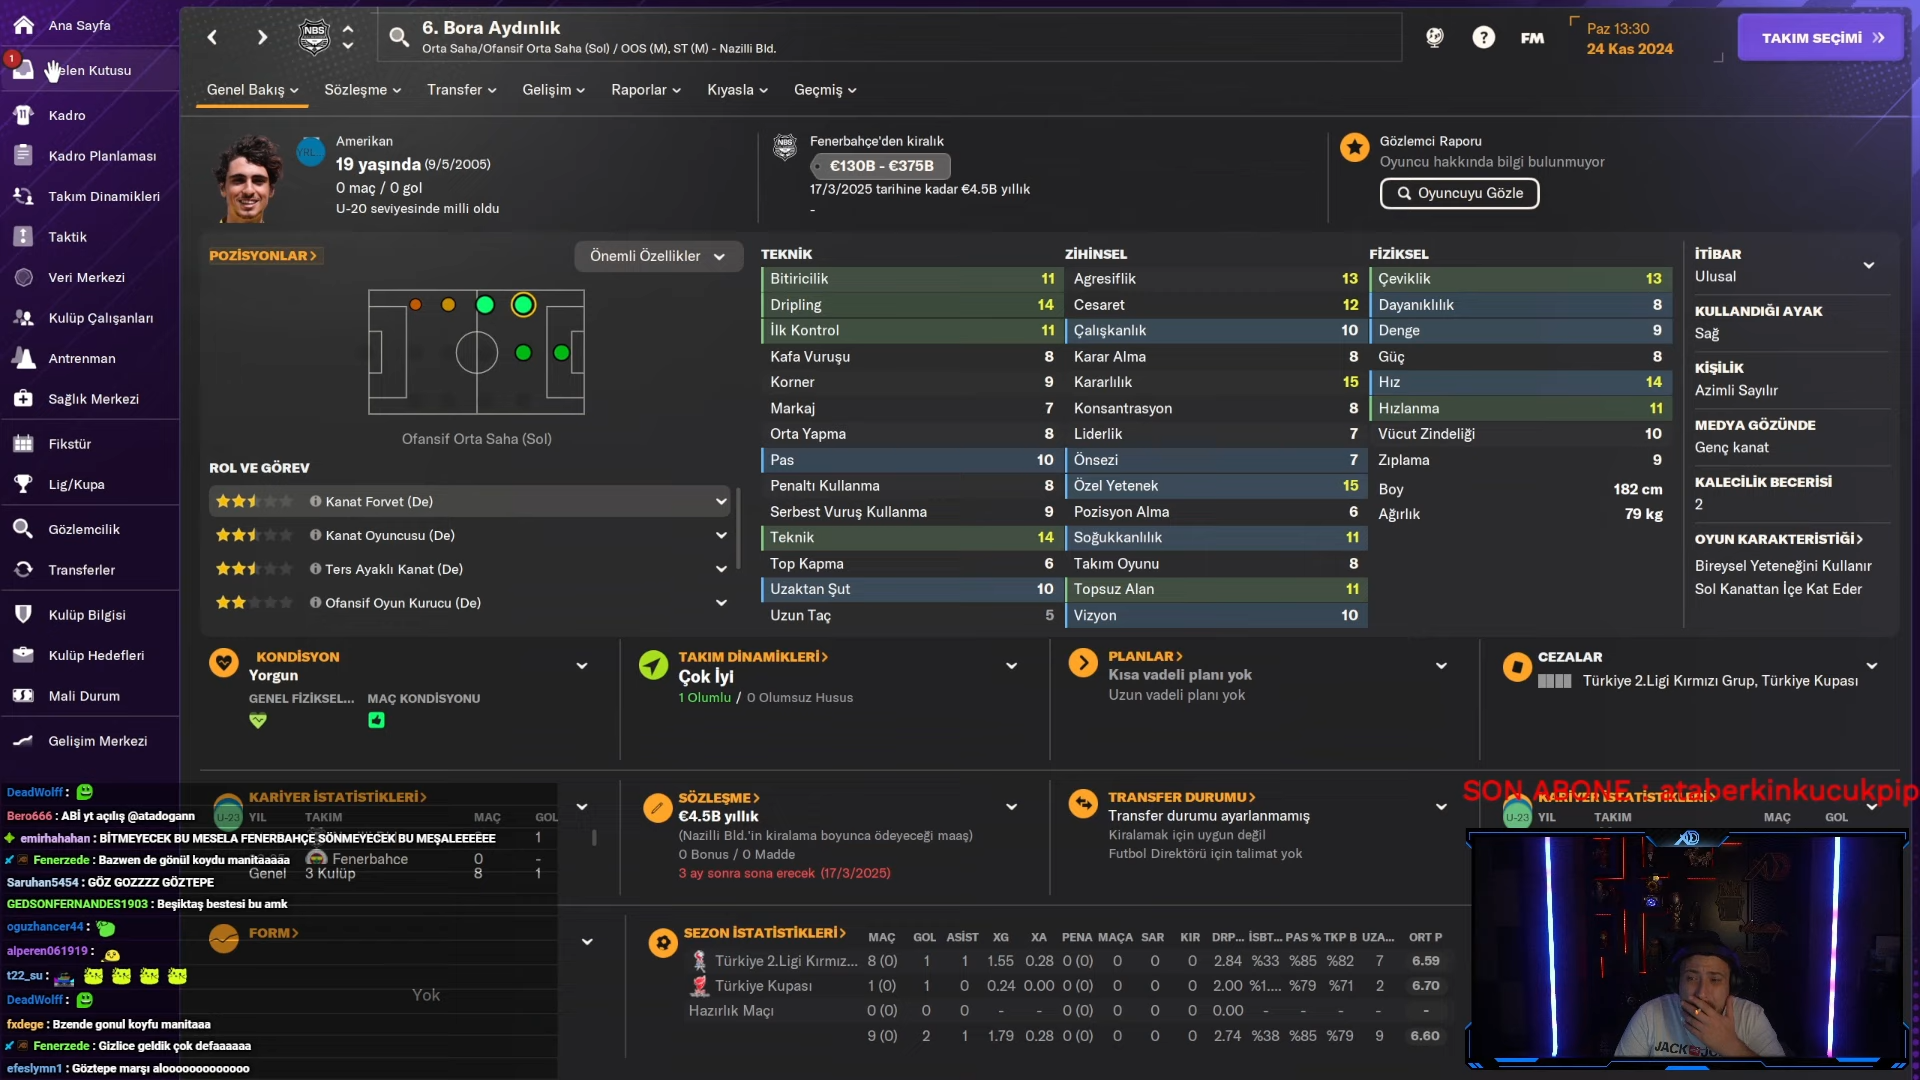 Ana Sayfa
1
elen Kutusu
Kadro
Kadro Planlaması
Takım Dinamikleri
Taktik
Veri Merkezi
Kulüp Çalışanları
Antrenman
Sağlık Merkezi
Fikstür
Lig/Kupa
Gözlemcilik
Transferler
Kulüp Bilgisi
Kulüp Hedefleri
Mali Durum
Gelişim Merkezi
NBS
6. Bora Aydınlık
Orta Saha/Ofansif Orta Saha (Sol) / OOS (M), ST (M) - Nazilli Bld.
?
FM
Paz 13:30
24 Kas 2024
TAKIM SEÇİMİ
Genel Bakış
Sözleşme
Transfer
Gelişim
Raporlar
Kıyasla
Geçmiş
YRL...
Amerikan
19 yaşında (9/5/2005)
0 maç / 0 gol
U-20 seviyesinde milli oldu
NBS
Fenerbahçe'den kiralık
€130B - €375B
17/3/2025 tarihine kadar €4.5B yıllık
-
Gözlemci Raporu
Oyuncu hakkında bilgi bulunmuyor
Oyuncuyu Gözle
POZİSYONLAR
Önemli Özellikler
Ofansif Orta Saha (Sol)
ROL VE GÖREV
Kanat Forvet (De)
Kanat Oyuncusu (De)
Ters Ayaklı Kanat (De)
Ofansif Oyun Kurucu (De)
TEKNİK
Bitiricilik 11
Dripling 14
İlk Kontrol 11
Kafa Vuruşu 8
Korner 9
Markaj 7
Orta Yapma 8
Pas 10
Penaltı Kullanma 8
Serbest Vuruş Kullanma 9
Teknik 14
Top Kapma 6
Uzaktan Şut 10
Uzun Taç 5
ZİHİNSEL
Agresiflik 13
Cesaret 12
Çalışkanlık 10
Karar Alma 8
Kararlılık 15
Konsantrasyon 8
Liderlik 7
Önsezi 7
Özel Yetenek 15
Pozisyon Alma 6
Soğukkanlılık 11
Takım Oyunu 8
Topsuz Alan 11
Vizyon 10
FİZİKSEL
Çeviklik 13
Dayanıklılık 8
Denge 9
Güç 8
Hız 14
Hızlanma 11
Vücut Zindeliği 10
Zıplama 9
Boy 182 cm
Ağırlık 79 kg
İTİBAR
Ulusal
KULLANDIĞI AYAK
Sağ
KİŞİLİK
Azimli Sayılır
MEDYA GÖZÜNDE
Genç kanat
KALECİLİK BECERİSİ
2
OYUN KARAKTERİSTİĞİ
Bireysel Yeteneğini Kullanır
Sol Kanattan İçe Kat Eder
KONDİSYON
Yorgun
GENEL FİZİKSEL... MAÇ KONDİSYONU
TAKIM DİNAMİKLERİ
Çok İyi
1 Olumlu / 0 Olumsuz Husus
PLANLAR
Kısa vadeli planı yok
Uzun vadeli planı yok
CEZALAR
Türkiye 2.Ligi Kırmızı Grup, Türkiye Kupası
KARİYER İSTATİSTİKLERİ
U-23 YIL TAKIM MAÇ GOL
1
Fenerbahce 0 -
Genel 3 Kulüp 8 1
FORM
Yok
SÖZLEŞME
€4.5B yıllık
(Nazilli Bld.'in kiralama boyunca ödeyeceği maaş)
0 Bonus / 0 Madde
3 ay sonra sona erecek (17/3/2025)
TRANSFER DURUMU
Transfer durumu ayarlanmamış
Kiralamak için uygun değil
Futbol Direktörü için talimat yok
SON ABONE : ataberkinkucukpip
KARİYER İSTATİSTİKLERİ
U-23 YIL TAKIM MAÇ GOL
SEZON İSTATİSTİKLERİ MAÇ GOL ASİST XG XA PENA MAÇA SAR KIR DRP... İSBT... PAS % TKP B UZA... ORT P
Türkiye 2.Ligi Kırmız... 8 (0) 1 1 1.55 0.28 0 (0) 0 0 0 2.84 %33 %85 %82 7 6.59
Türkiye Kupası 1 (0) 1 0 0.24 0.00 0 (0) 0 0 0 2.00 %1.... %79 %71 2 6.70
Hazırlık Maçı 0 (0) 0 0 - - 0 (0) 0 0 0 0.00 - - - - -
9 (0) 2 1 1.79 0.28 0 (0) 0 0 0 2.74 %38 %85 %79 9 6.60
DeadWolff :
Bero666 : ABİ yt açılış @atadogann
emirhahahan : BİTMEYECEK BU MESELA FENERBAHÇE SÖNMEYECEK BU MEŞALEEEEEE
Fenerzede : Bazwen de gönül koydu manitaaaa
Saruhan5454 : GÖZ GOZZZZ GÖZTEPE
GEDSONFERNANDES1903 : Beşiktaş bestesi bu amk
oguzhancer44 :
alperen061919 :
t22_su :
DeadWolff :
fxdege : Bzende gonul koyfu manitaaa
Fenerzede : Gizlice geldik çok defaaaaaa
efeslymn1 : Göztepe marşı alooooooooooooo